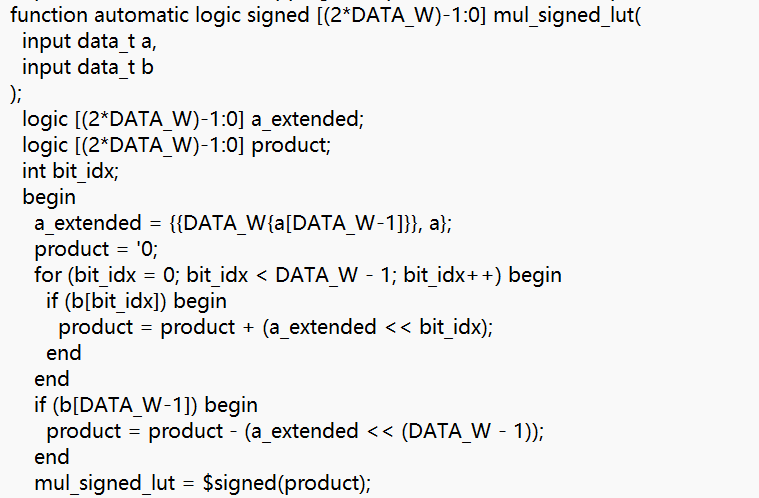 function automatic logic signed [(2*DATA_W)-1:0] mul_signed_lut(
input data_t a,
input data_t b
);
logic [(2*DATA_W)-1:0] a_extended;
logic [(2*DATA_W)-1:0] product;
int bit_idx;
begin
a_extended = {{DATA_W{a[DATA_W-1]}}, a};
product = '0;
for (bit_idx = 0; bit_idx < DATA_W - 1; bit_idx++) begin
if (b[bit_idx]) begin
product = product + (a_extended << bit_idx);
end
end
if (b[DATA_W-1]) begin
product = product - (a_extended << (DATA_W - 1));
end
mul_signed_lut = $signed(product);